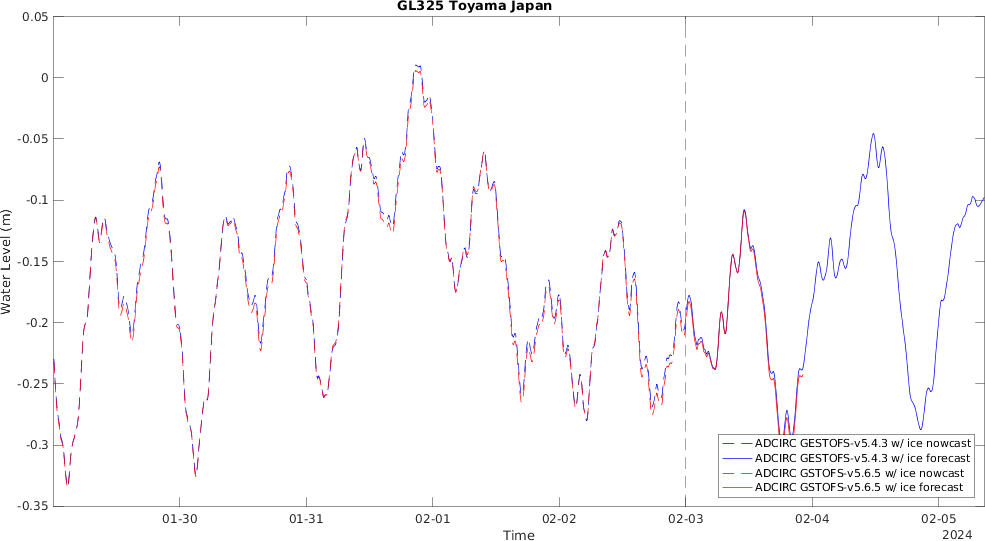 GL325 Toyama Japan
0.05
0
-0.05
-0.1
-0.15
-0.2
-0.25
-0.3
-0.35
Water Level (m)
ADCIRC GESTOFS-v5.4.3 w/ ice nowcast
ADCIRC GESTOFS-v5.4.3 w/ ice forecast
ADCIRC GSTOFS-v5.6.5 w/ ice nowcast
ADCIRC GSTOFS-v5.6.5 w/ ice forecast
01-30 01-31 02-01 02-02 02-03 02-04 02-05
Time
2024